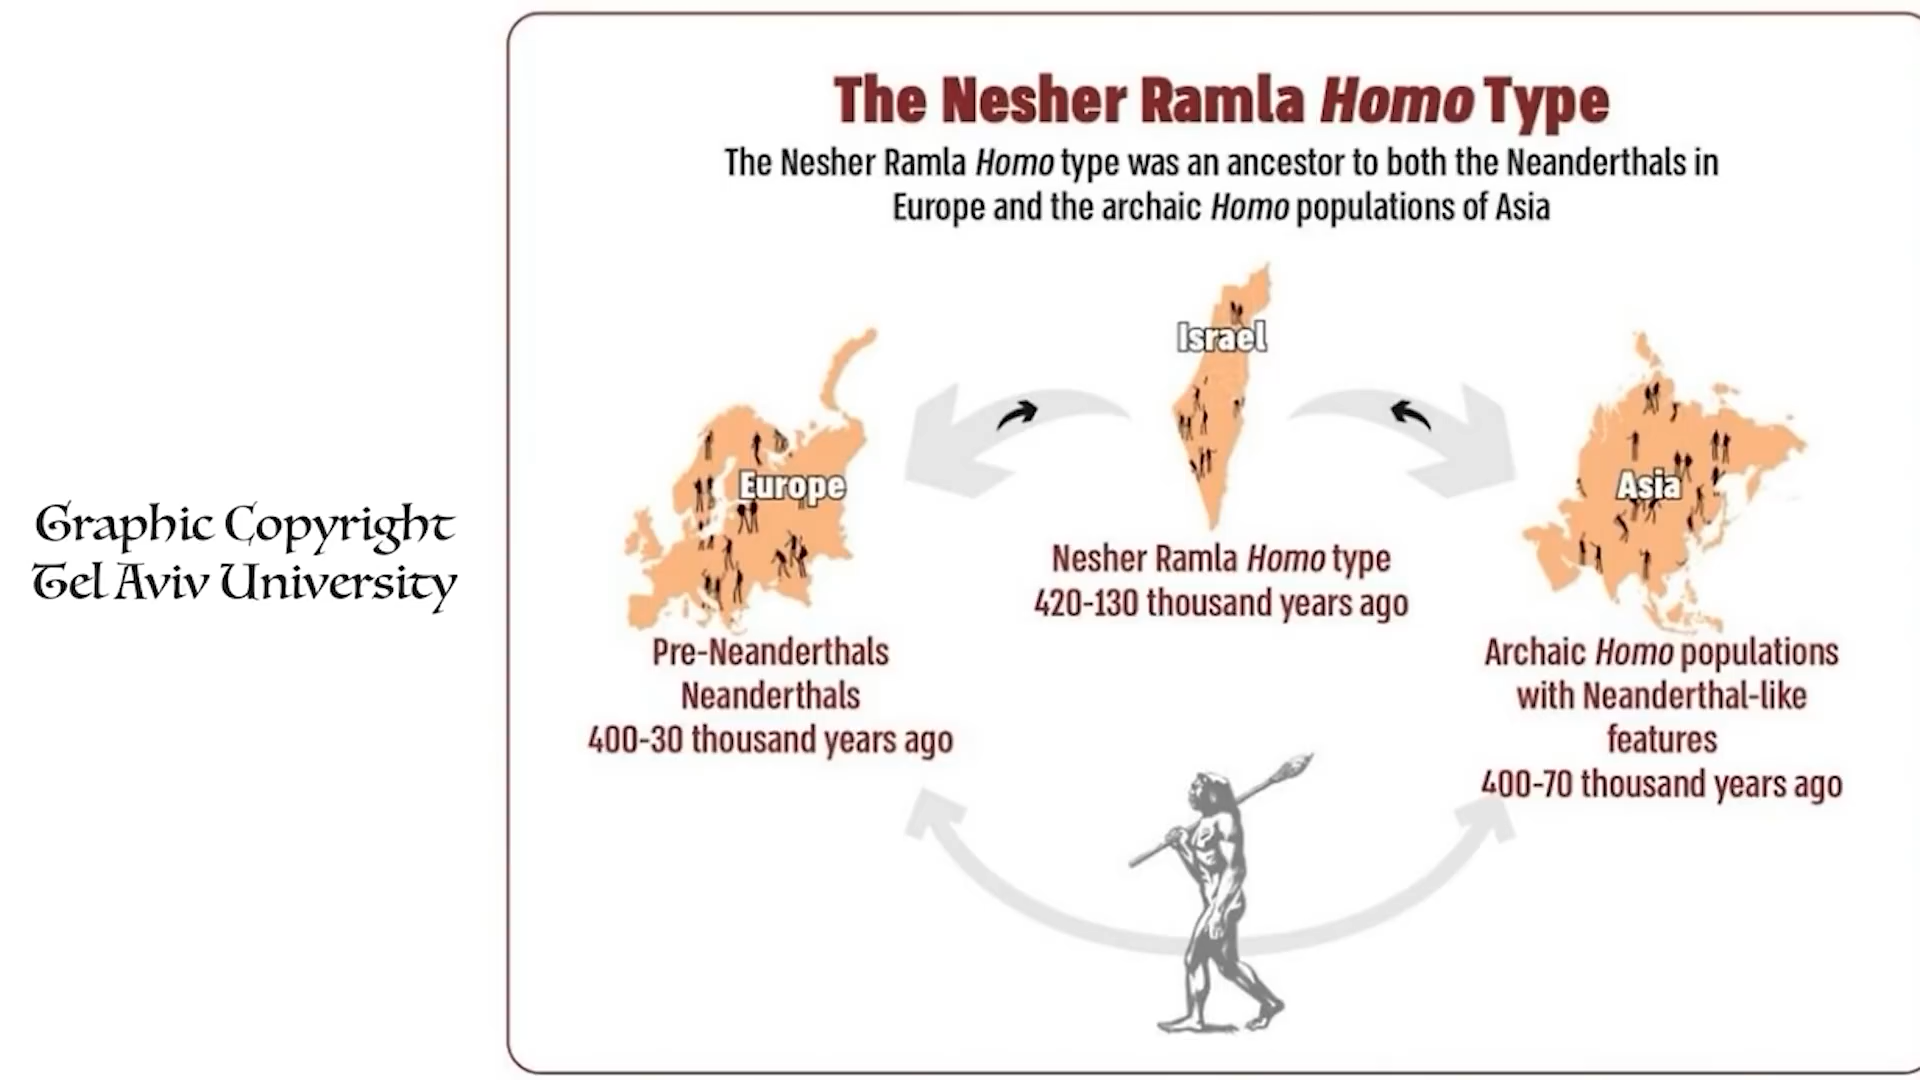 Graphic Copyright
Tel Aviv University
The Nesher Ramla Homo Type
The Nesher Ramla Homo type was an ancestor to both the Neanderthals in
Europe and the archaic Homo populations of Asia
Israel
Europe
Asia
Nesher Ramla Homo type
420-130 thousand years ago
Pre-Neanderthals
Neanderthals
400-30 thousand years ago
Archaic Homo populations
with Neanderthal-like
features
400-70 thousand years ago